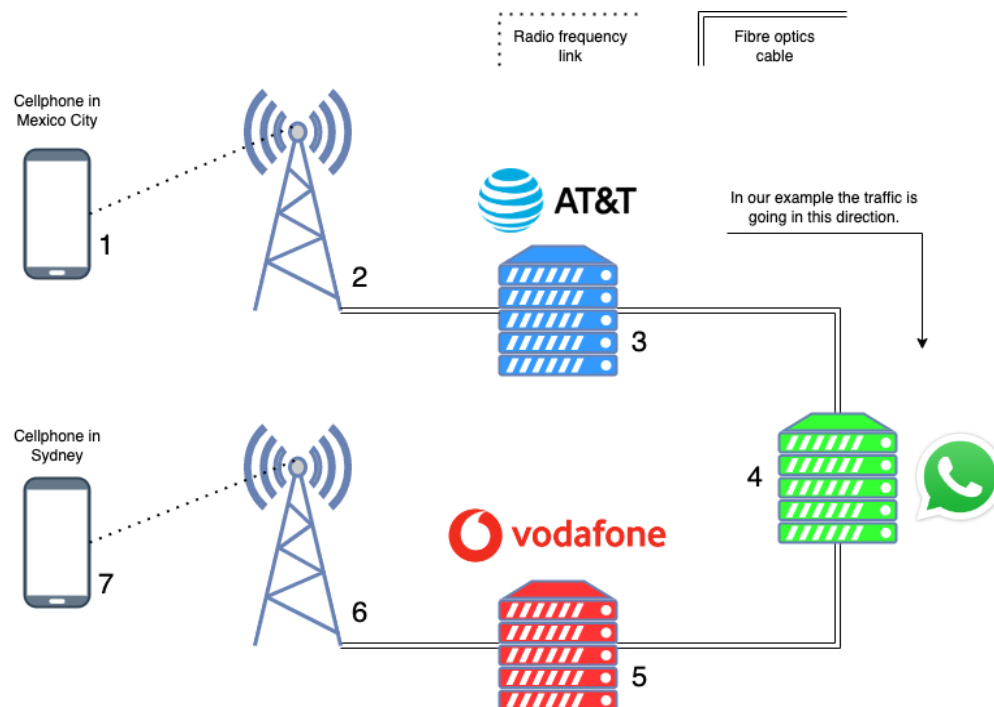 Radio frequency
link
Fibre optics
cable
Cellphone in
Mexico City
1
2
AT&T
3
In our example the traffic is
going in this direction.
4
Cellphone in
Sydney
7
6
vodafone
5